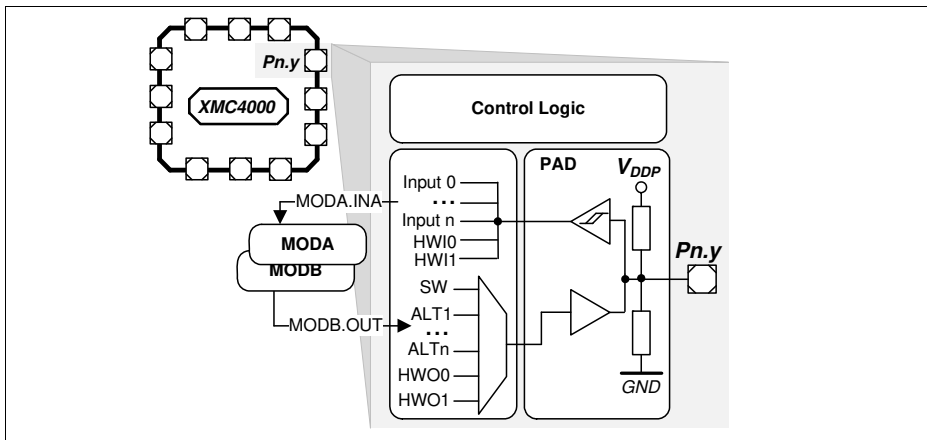 Pn.y
XMC4000
Control Logic
PAD
VDDP
Input 0
...
Input n
HWI0
HWI1
MODA.INA
MODA
MODB
MODB.OUT
SW
ALT1
...
ALTn
HWO0
HWO1
Pn.y
GND